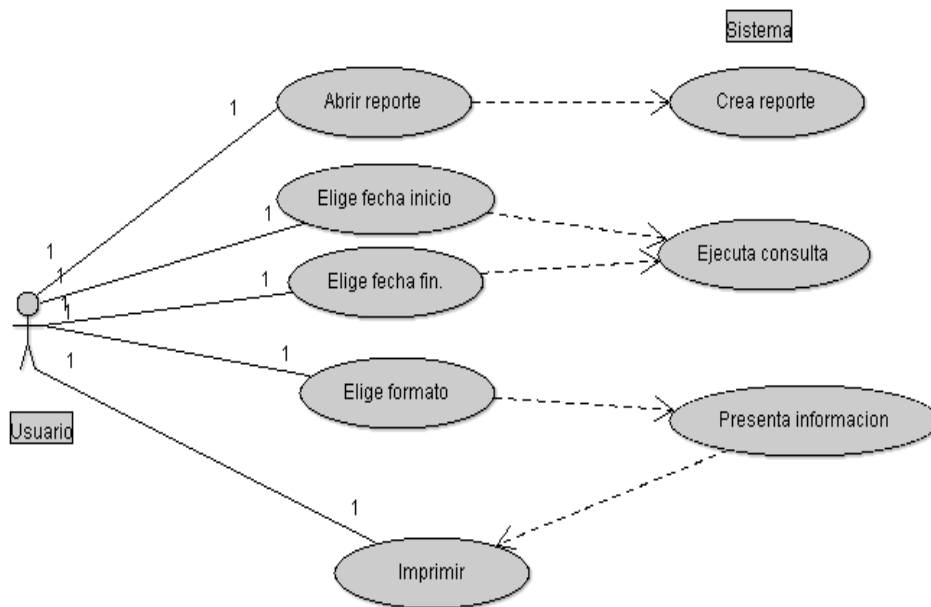 Sistema
Abrir reporte
Crea reporte
1
Elige fecha inicio
1
1
Ejecuta consulta
1
Elige fecha fin.
1
1
1
1
1
Elige formato
Presenta informacion
Usuario
1
Imprimir